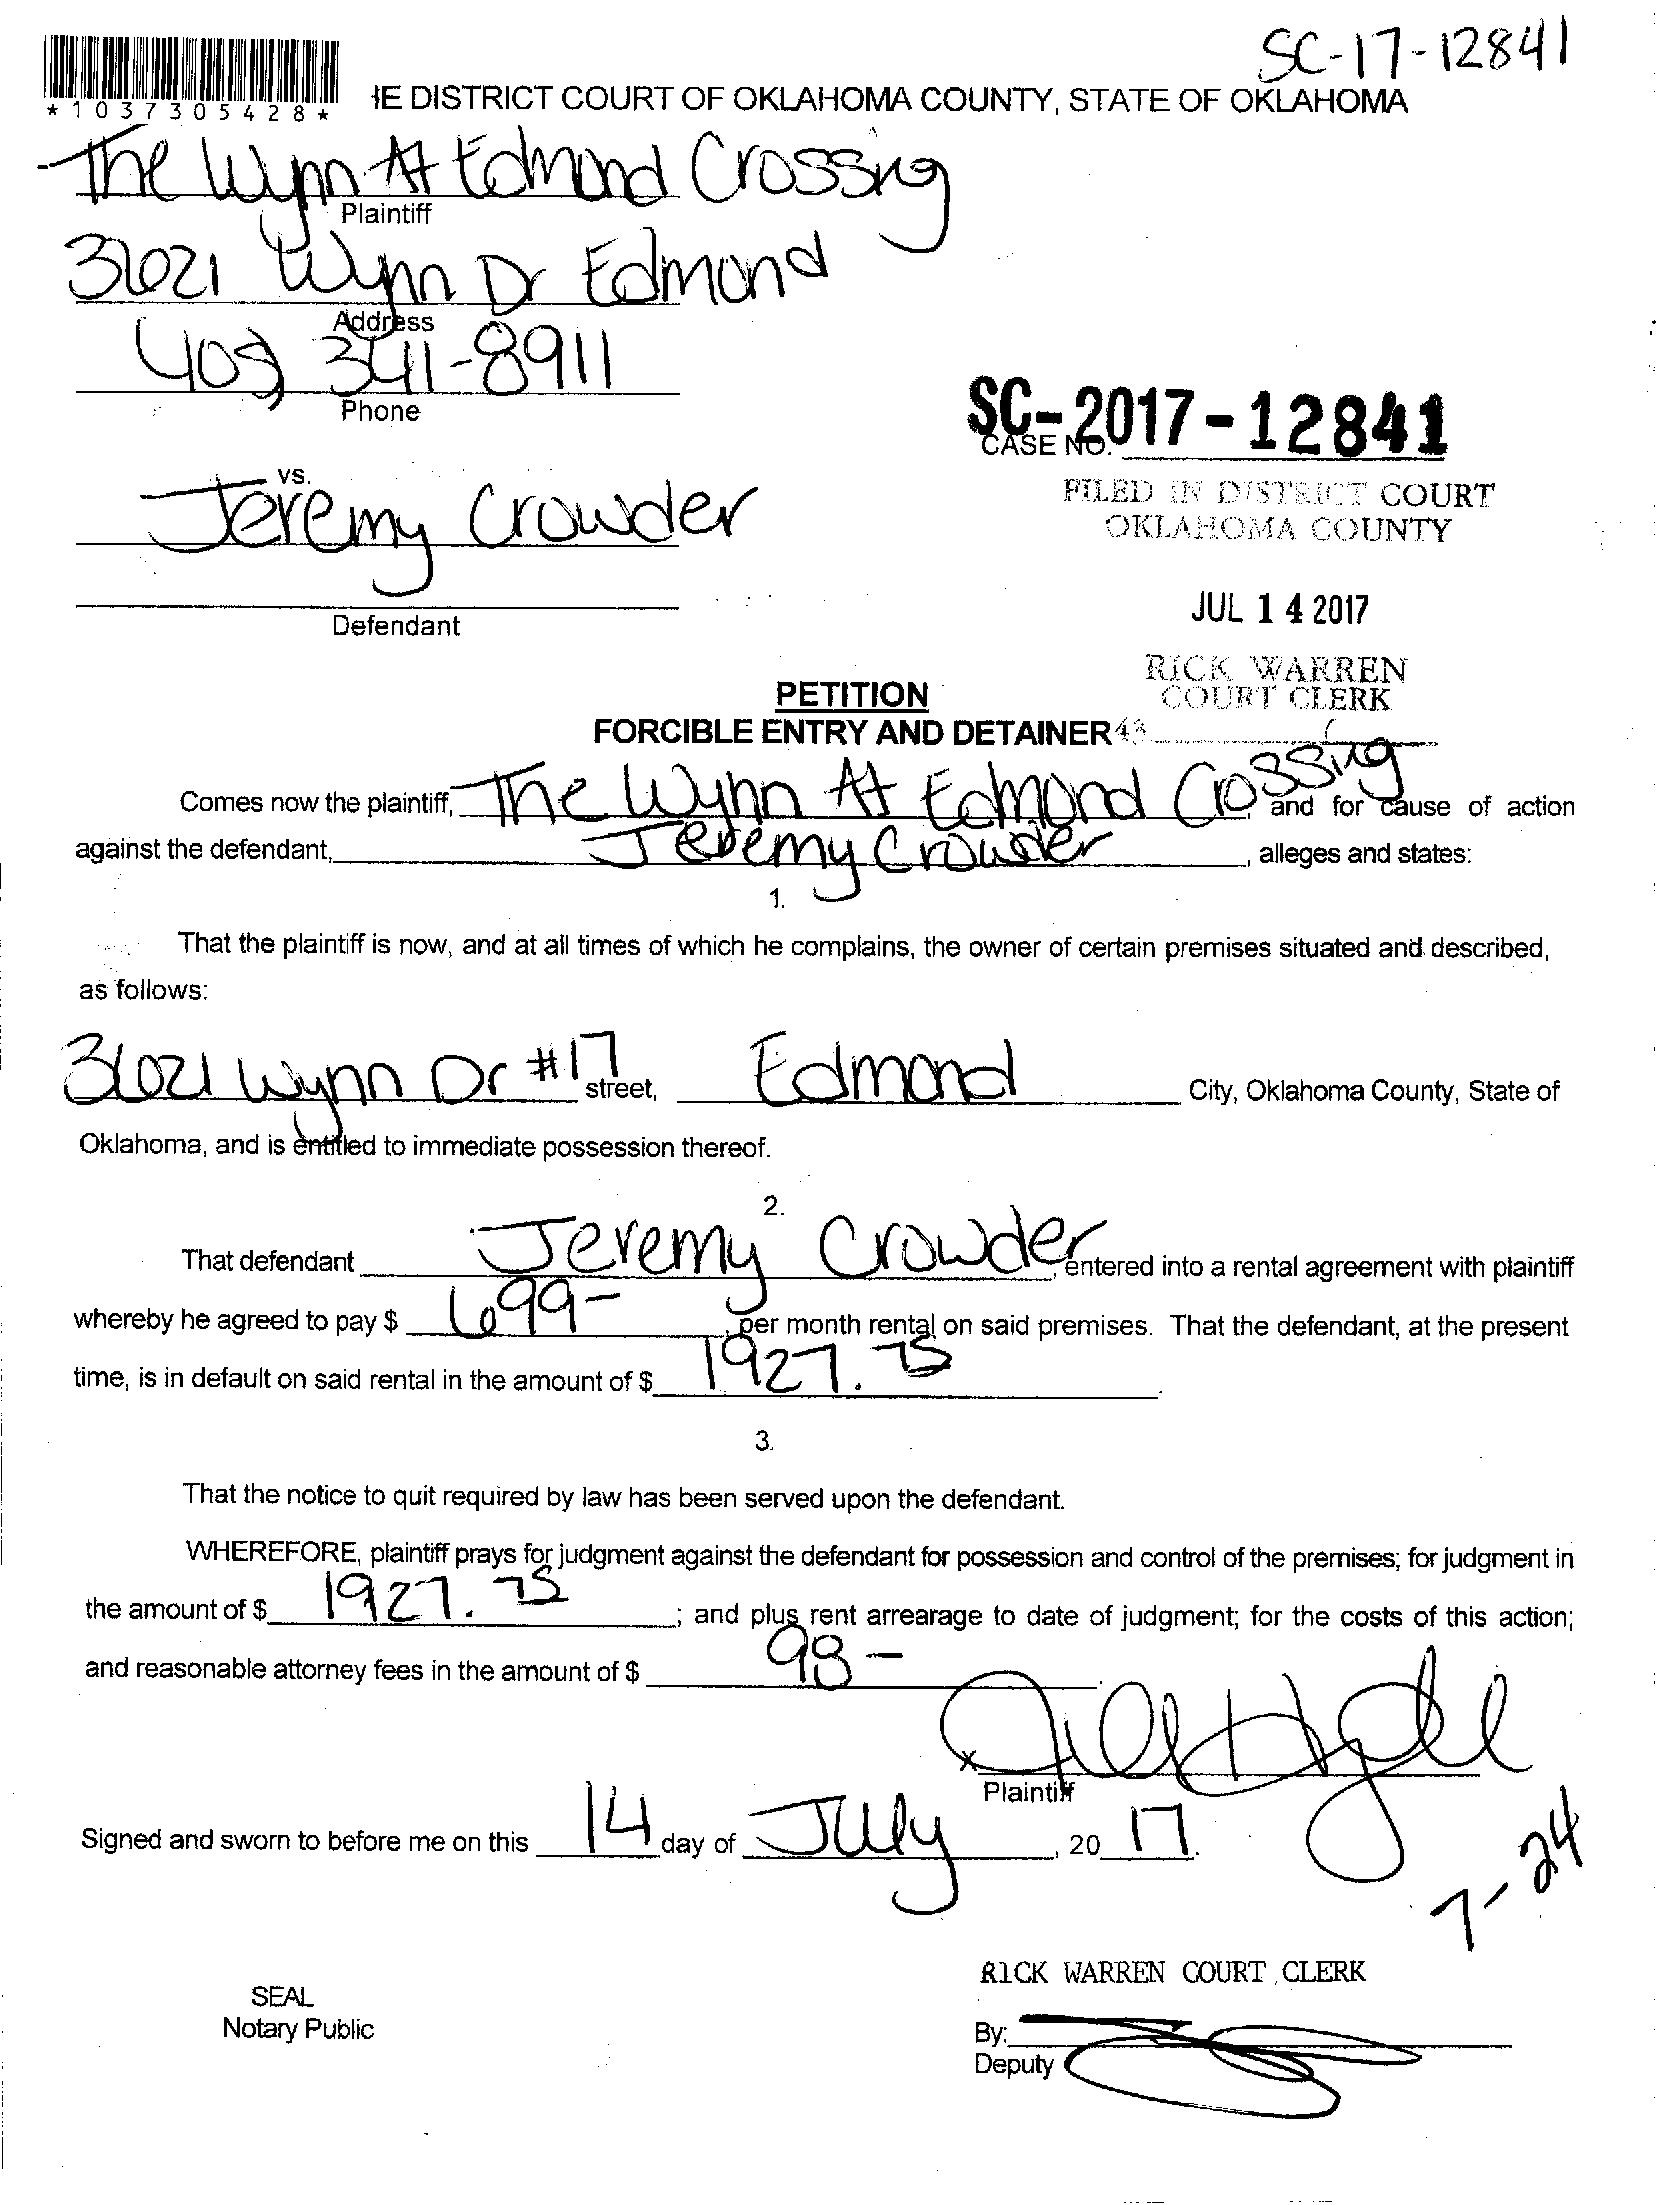 SC-17-12841
*1037305428*
IE DISTRICT COURT OF OKLAHOMA COUNTY, STATE OF OKLAHOMA
The Wynn At Edmond Crossing
Plaintiff
3621 Wynn Dr Edmond
Address
405) 341-8911
Phone
SC-2017-12841
CASE NO.
vs.
Jeremy Crowder
FILED IN DISTRICT COURT
OKLAHOMA COUNTY
JUL 14 2017
Defendant
RICK WARREN
COURT CLERK
PETITION
FORCIBLE ENTRY AND DETAINER
43
Comes now the plaintiff, The Wynn At Edmond Crossing, and for cause of action
against the defendant, Jeremy Crowder, alleges and states:
1.
That the plaintiff is now, and at all times of which he complains, the owner of certain premises situated and described,
as follows:
3621 Wynn Dr #17 street, Edmond City, Oklahoma County, State of
Oklahoma, and is entitled to immediate possession thereof.
2.
That defendant Jeremy Crowder, entered into a rental agreement with plaintiff
whereby he agreed to pay $ 699-, per month rental on said premises. That the defendant, at the present
time, is in default on said rental in the amount of $ 1927.75.
3.
That the notice to quit required by law has been served upon the defendant.
WHEREFORE, plaintiff prays for judgment against the defendant for possession and control of the premises; for judgment in
the amount of $ 1927.75; and plus rent arrearage to date of judgment; for the costs of this action;
and reasonable attorney fees in the amount of $ 98-.
x
Plaintiff
Signed and sworn to before me on this 14 day of July, 20 17.
7-24
RICK WARREN COURT CLERK
SEAL
Notary Public
By:
Deputy